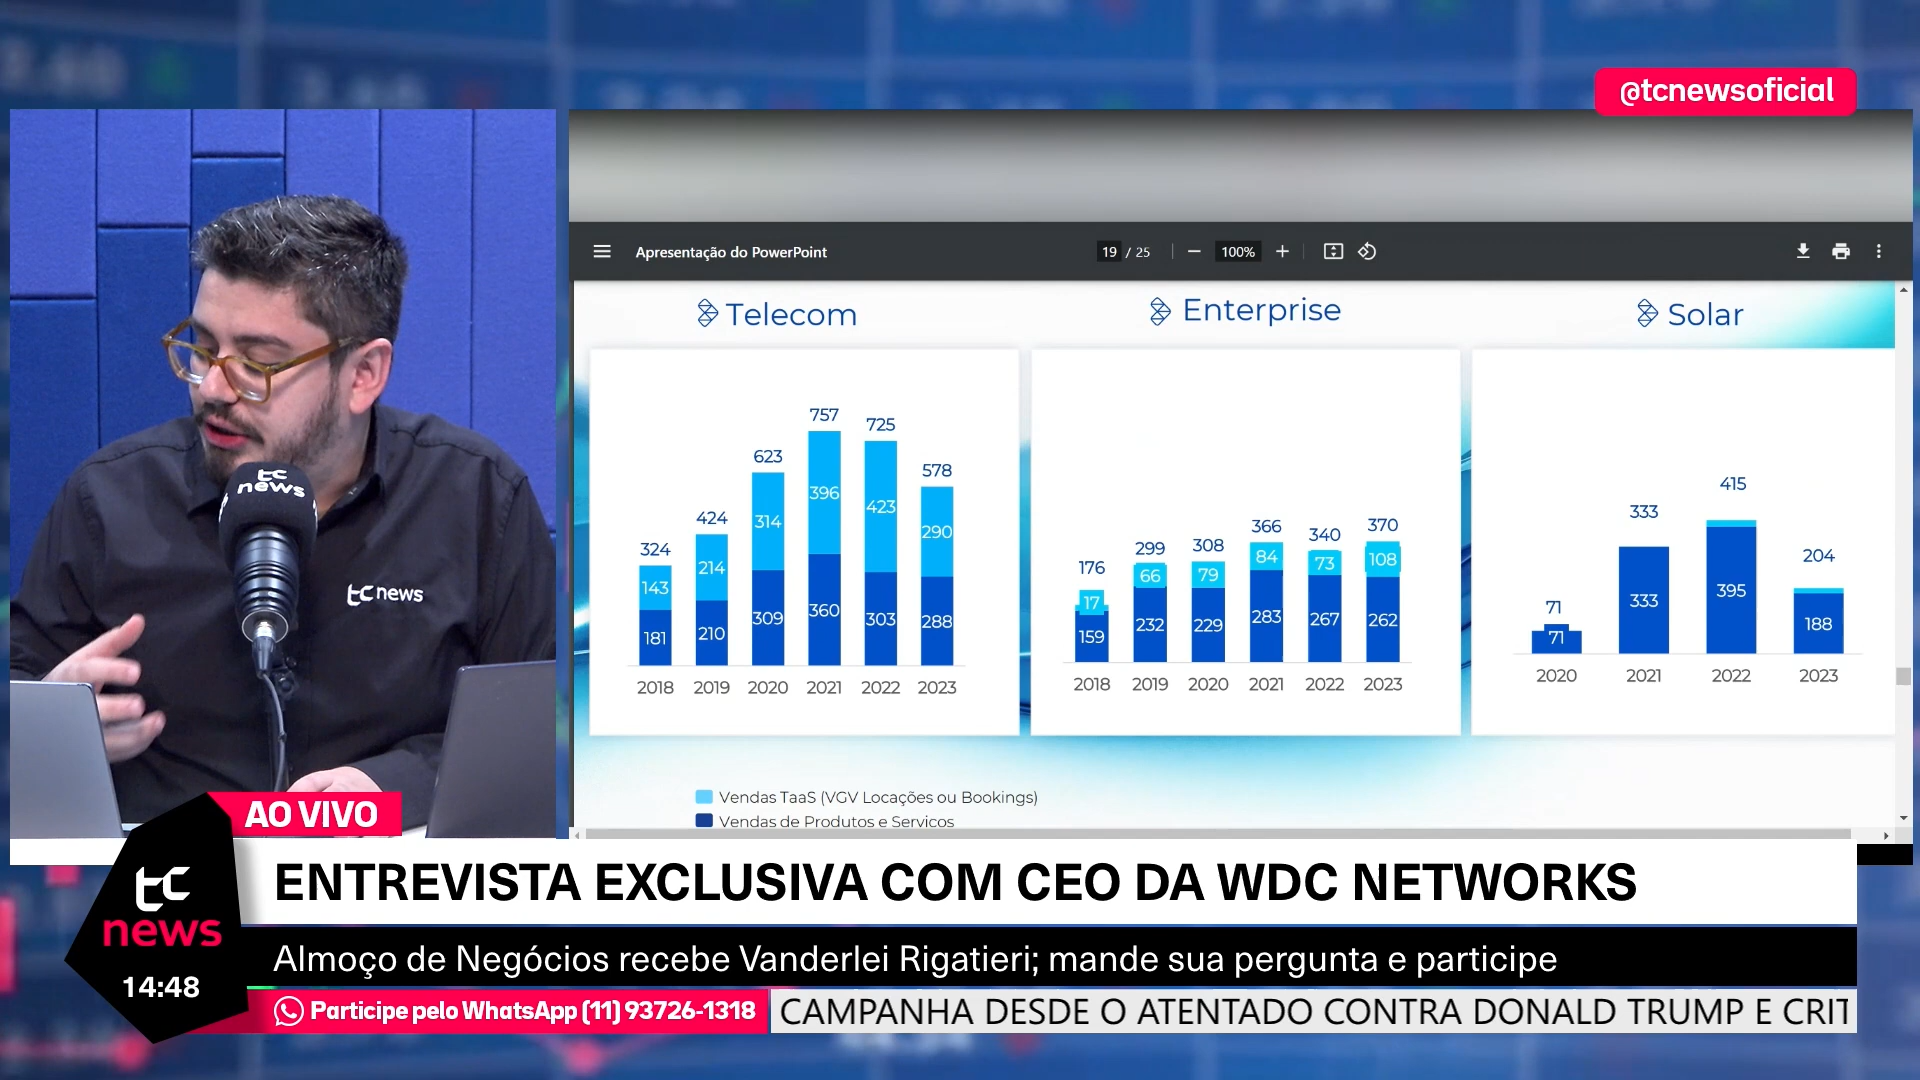 @tcnewsoficial
Apresentação do PowerPoint
19 / 25
100%
Telecom
Enterprise
Solar
757
725
623
578
424
324
396
423
314
290
214
143
360
309
303
288
210
181
2018 2019 2020 2021 2022 2023
366
370
340
299
308
176
84
108
73
66
79
17
283
267
262
232
229
159
2018 2019 2020 2021 2022 2023
415
333
204
71
395
333
188
71
2020 2021 2022 2023
Vendas TaaS (VGV Locações ou Bookings)
Vendas de Produtos e Serviços
tc
news
tc news
AO VIVO
tc
news
14:48
ENTREVISTA EXCLUSIVA COM CEO DA WDC NETWORKS
Almoço de Negócios recebe Vanderlei Rigatieri; mande sua pergunta e participe
Participe pelo WhatsApp (11) 93726-1318
CAMPANHA DESDE O ATENTADO CONTRA DONALD TRUMP E CRIT